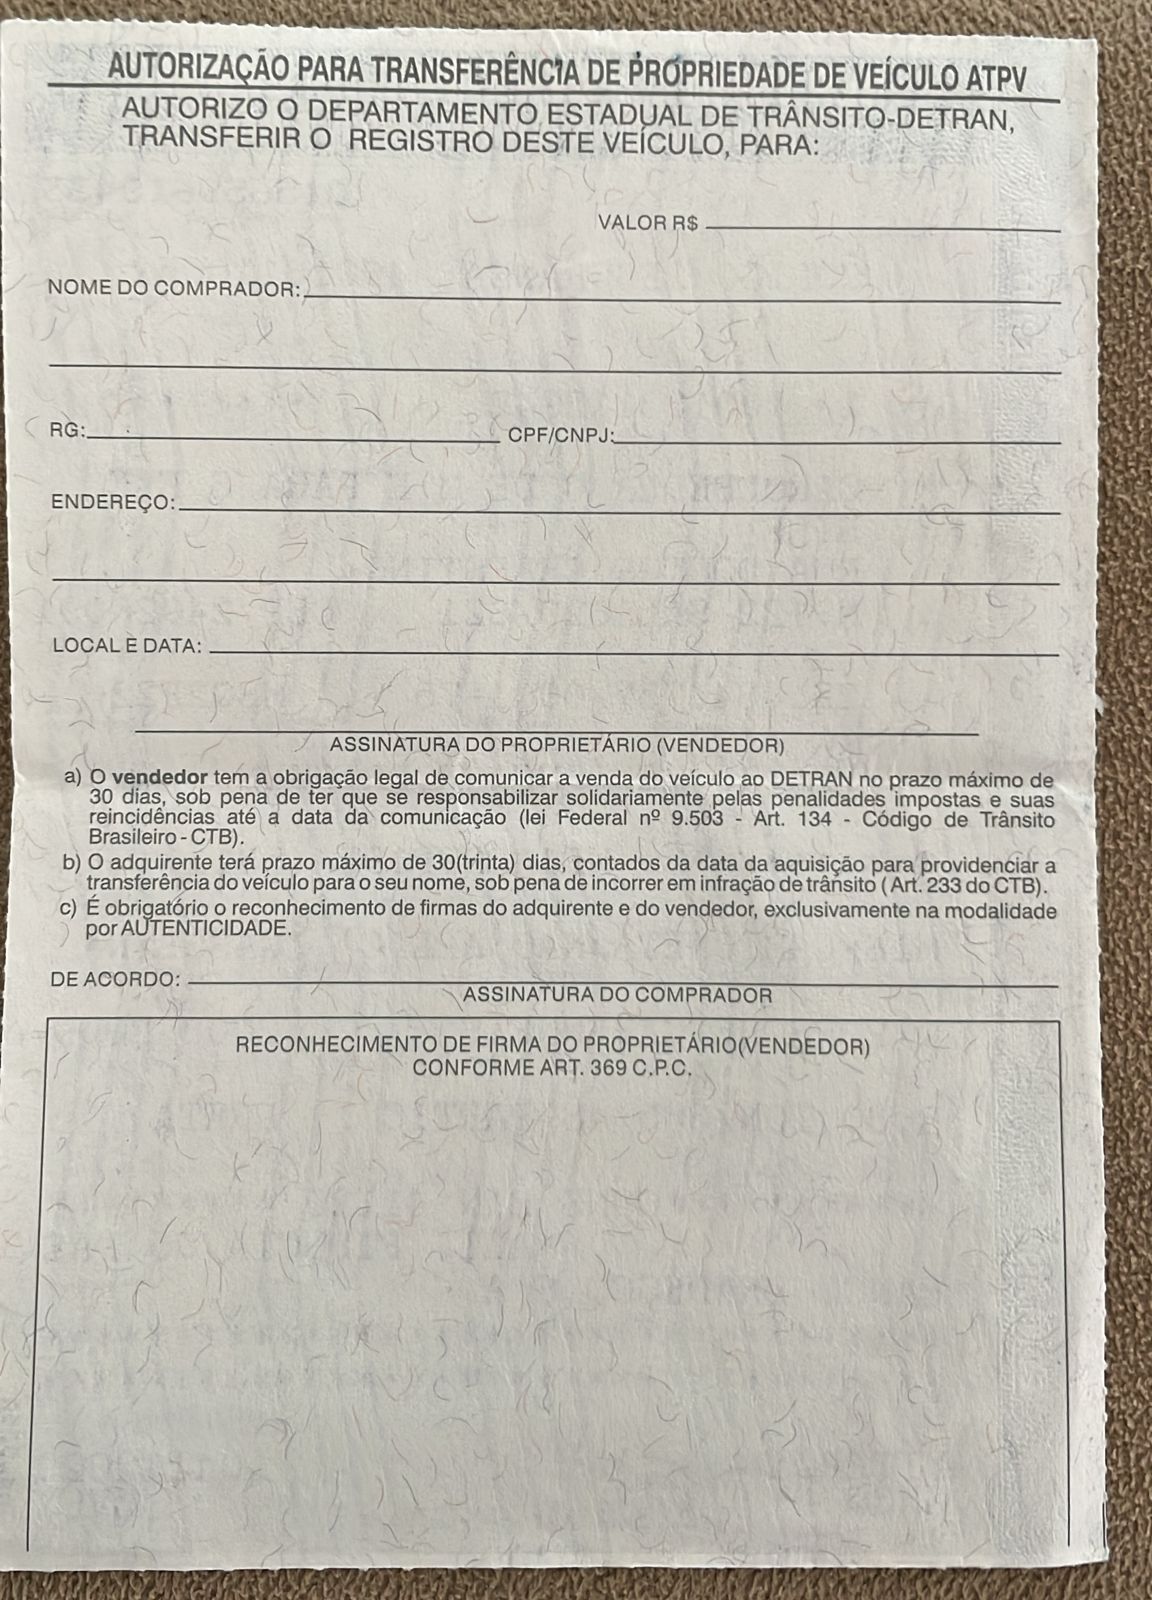 AUTORIZAÇÃO PARA TRANSFERÊNCIA DE PROPRIEDADE DE VEÍCULO ATPV
AUTORIZO O DEPARTAMENTO ESTADUAL DE TRÂNSITO-DETRAN,
TRANSFERIR O REGISTRO DESTE VEÍCULO, PARA:
VALOR R$
NOME DO COMPRADOR:
RG: CPF/CNPJ:
ENDEREÇO:
LOCAL E DATA:
ASSINATURA DO PROPRIETÁRIO (VENDEDOR)
a) O vendedor tem a obrigação legal de comunicar a venda do veículo ao DETRAN no prazo máximo de
30 dias, sob pena de ter que se responsabilizar solidariamente pelas penalidades impostas e suas
reincidências até a data da comunicação (lei Federal nº 9.503 - Art. 134 - Código de Trânsito
Brasileiro - CTB).
b) O adquirente terá prazo máximo de 30(trinta) dias, contados da data da aquisição para providenciar a
transferência do veículo para o seu nome, sob pena de incorrer em infração de trânsito ( Art. 233 do CTB).
c) É obrigatório o reconhecimento de firmas do adquirente e do vendedor, exclusivamente na modalidade
por AUTENTICIDADE.
DE ACORDO:
ASSINATURA DO COMPRADOR
RECONHECIMENTO DE FIRMA DO PROPRIETÁRIO(VENDEDOR)
CONFORME ART. 369 C.P.C.